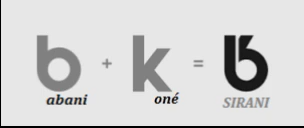 b + k = ƃ
abani oné SIRANI